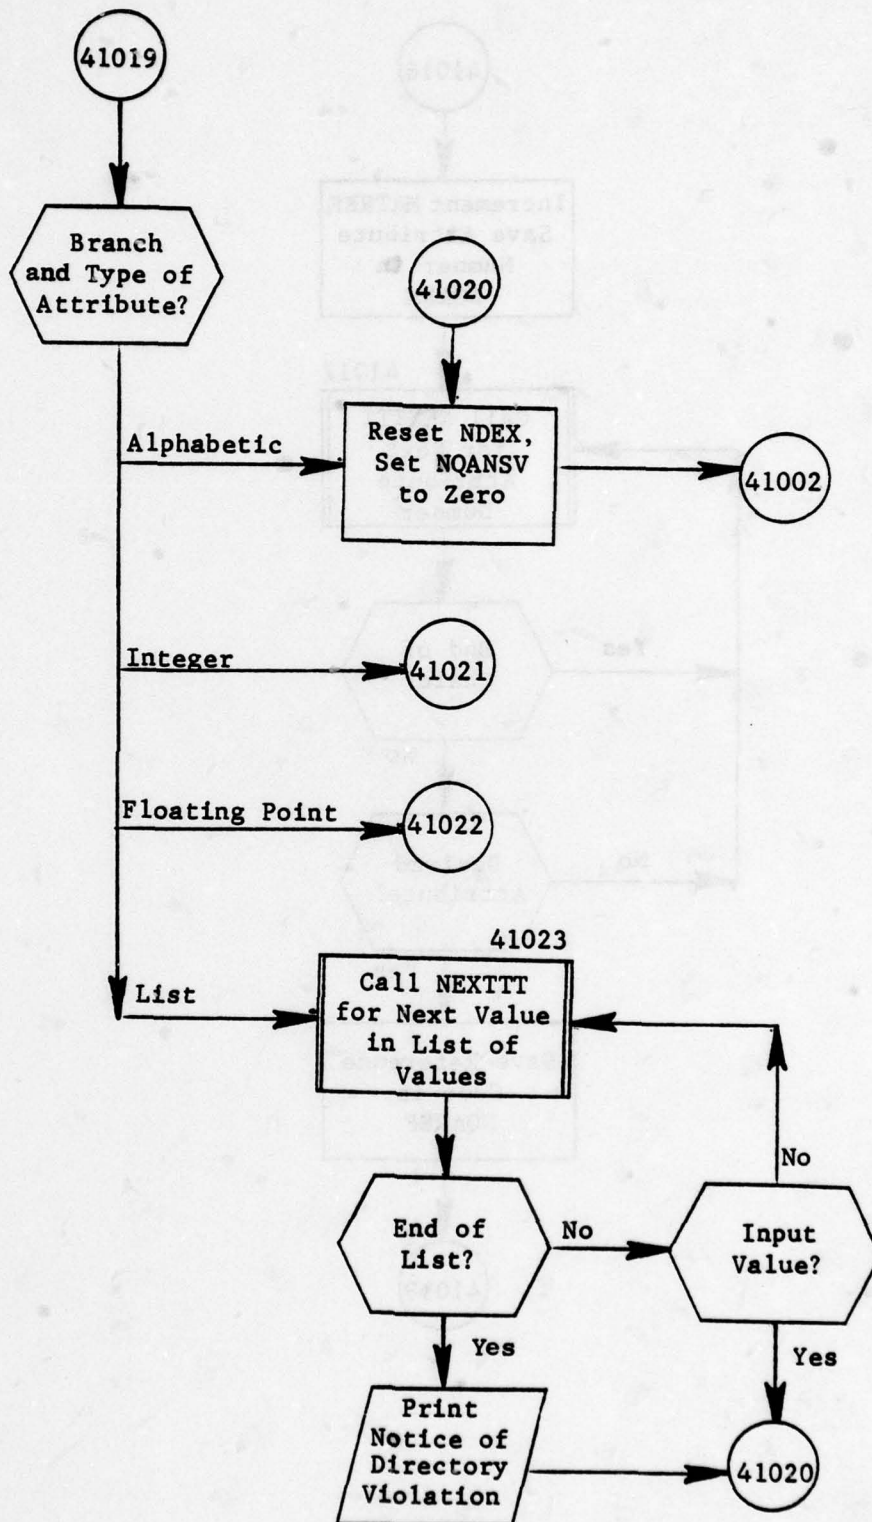 41019
Branch
and Type of
Attribute?
41020
Alphabetic
Reset NDEX,
Set NQANSV
to Zero
41002
Integer
41021
Floating Point
41022
41023
List
Call NEXTTT
for Next Value
in List of
Values
No
End of
List?
No
Input
Value?
Yes
Yes
Print
Notice of
Directory
Violation
41020